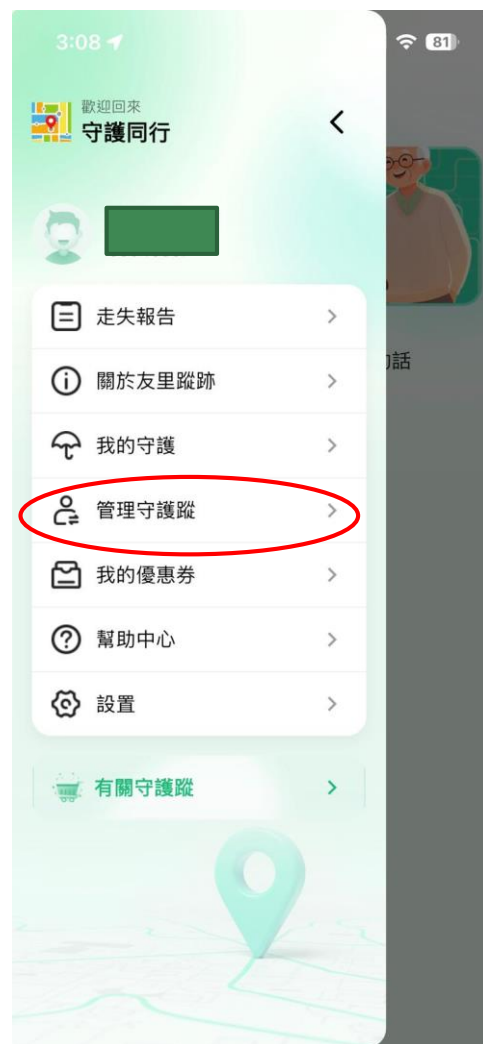 3:08
81
歡迎回來
守護同行
走失報告
關於友里蹤跡
我的守護
管理守護蹤
我的優惠券
幫助中心
設置
有關守護蹤
話